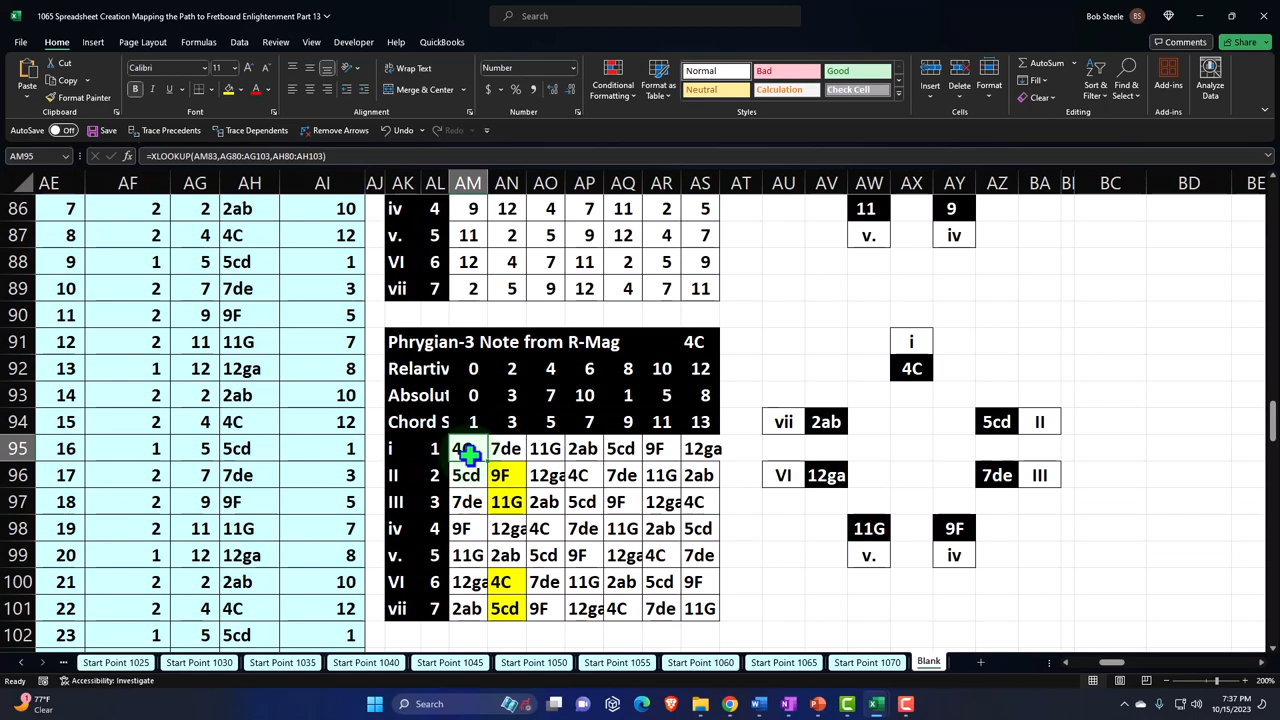 1065 Spreadsheet Creation Mapping the Path to Fretboard Enlightenment Part 13
Search
Bob Steele BS
File Home Insert Page Layout Formulas Data Review View Developer Help QuickBooks
Comments Share
Paste Cut Copy Format Painter
Calibri 11
Wrap Text
Merge & Center
Number
Conditional Formatting Format as Table
Normal Bad Good
Neutral Calculation Check Cell
Insert Delete Format
AutoSum Fill Clear
Sort & Filter Find & Select Add-ins Analyze Data
Clipboard Font Alignment Number Styles Cells Editing Add-ins
AutoSave Off Save Trace Precedents Trace Dependents Remove Arrows Undo Redo
AM95 fx =XLOOKUP(AM83,AG80:AG103,AH80:AH103)
AE AF AG AH AI AJ AK AL AM AN AO AP AQ AR AS AT AU AV AW AX AY AZ BA BC BD BE
86 7 2 2 2ab 10 iv 4 9 12 4 7 11 2 5 11 9
87 8 2 4 4C 12 v. 5 11 2 5 9 12 4 7 v. iv
88 9 1 5 5cd 1 VI 6 12 4 7 11 2 5 9
89 10 2 7 7de 3 vii 7 2 5 9 12 4 7 11
90 11 2 9 9F 5
91 12 2 11 11G 7 Phrygian-3 Note from R-Mag 4C i
92 13 1 12 12ga 8 Relartiv 0 2 4 6 8 10 12 4C
93 14 2 2 2ab 10 Absolut 0 3 7 10 1 5 8
94 15 2 4 4C 12 Chord S 1 3 5 7 9 11 13 vii 2ab 5cd II
95 16 1 5 5cd 1 i 1 4C 7de 11G 2ab 5cd 9F 12ga
96 17 2 7 7de 3 II 2 5cd 9F 12ga 4C 7de 11G 2ab VI 12ga 7de III
97 18 2 9 9F 5 III 3 7de 11G 2ab 5cd 9F 12ga 4C
98 19 2 11 11G 7 iv 4 9F 12ga 4C 7de 11G 2ab 5cd 11G 9F
99 20 1 12 12ga 8 v. 5 11G 2ab 5cd 9F 12ga 4C 7de v. iv
100 21 2 2 2ab 10 VI 6 12ga 4C 7de 11G 2ab 5cd 9F
101 22 2 4 4C 12 vii 7 2ab 5cd 9F 12ga 4C 7de 11G
102 23 1 5 5cd 1
Start Point 1025 Start Point 1030 Start Point 1035 Start Point 1040 Start Point 1045 Start Point 1050 Start Point 1055 Start Point 1060 Start Point 1065 Start Point 1070 Blank
Ready Accessibility: Investigate 200%
77°F Clear
Search
7:37 PM
10/15/2023